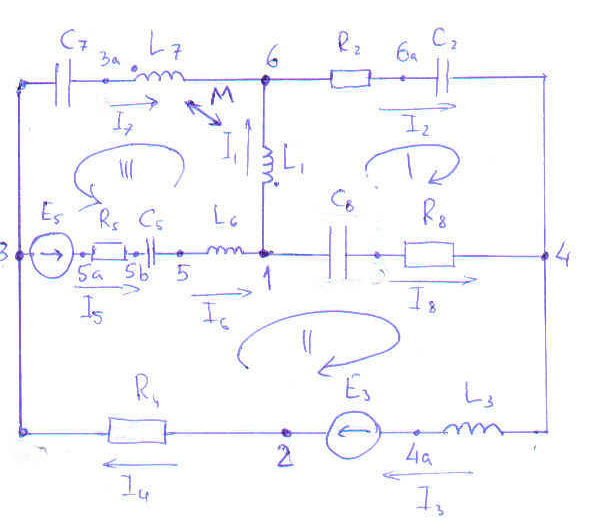 C7 3a L7 6 R2 6a C2
I7 M I1 L1 I2
III I
E5 R5 C5 L6 C8 R8
3 5a 5b 5 1 4
I5 I6 I8
II
R4 E3 L3
2 4a
I4 I3